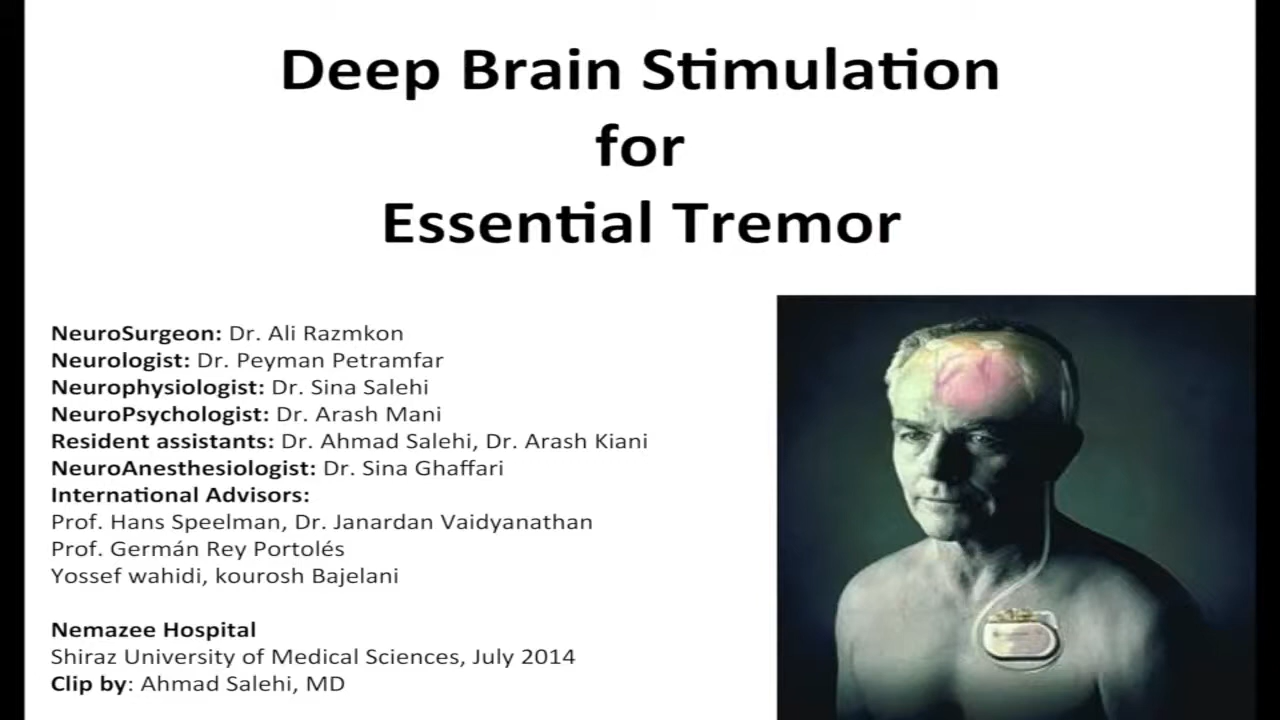 Deep Brain Stimulation
for
Essential Tremor
NeuroSurgeon: Dr. Ali Razmkon
Neurologist: Dr. Peyman Petramfar
Neurophysiologist: Dr. Sina Salehi
NeuroPsychologist: Dr. Arash Mani
Resident assistants: Dr. Ahmad Salehi, Dr. Arash Kiani
NeuroAnesthesiologist: Dr. Sina Ghaffari
International Advisors:
Prof. Hans Speelman, Dr. Janardan Vaidyanathan
Prof. Germán Rey Portolés
Yossef wahidi, kourosh Bajelani
Nemazee Hospital
Shiraz University of Medical Sciences, July 2014
Clip by: Ahmad Salehi, MD